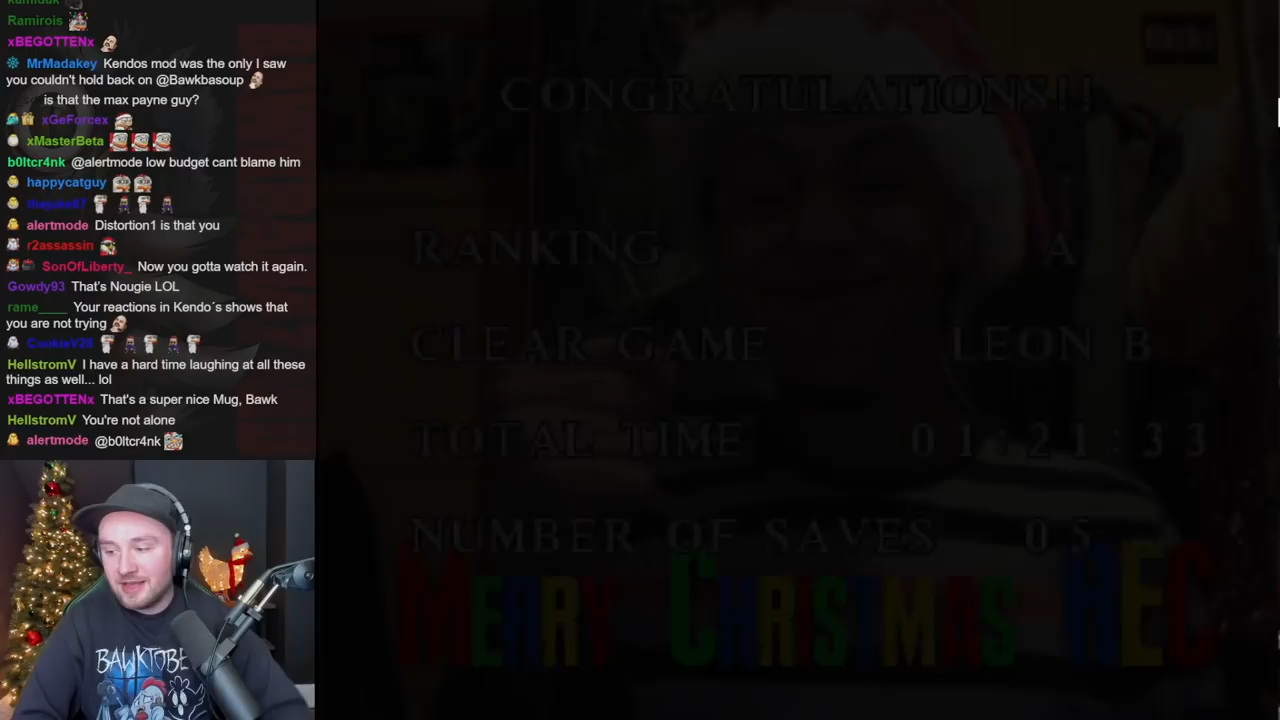 Ramirois
xBEGOTTENx
MrMadakey Kendos mod was the only I saw
you couldn't hold back on @Bawkbasoup
is that the max payne guy?
xGeForcex
xMasterBeta
b0ltcr4nk @alertmode low budget cant blame him
happycatguy
alertmode Distortion1 is that you
r2assassin
SonOfLiberty_ Now you gotta watch it again.
Gowdy93 That's Nougie LOL
rame____ Your reactions in Kendo´s shows that
you are not trying
CookieV28
HellstromV I have a hard time laughing at all these
things as well... lol
xBEGOTTENx That's a super nice Mug, Bawk
HellstromV You're not alone
alertmode @b0ltcr4nk
BAWKTOBE
CONGRATULATIONS!!
RANKING A
CLEAR GAME LEON B
TOTAL TIME 01:21:33
NUMBER OF SAVES 05
MERRY CHRISTMAS HEC